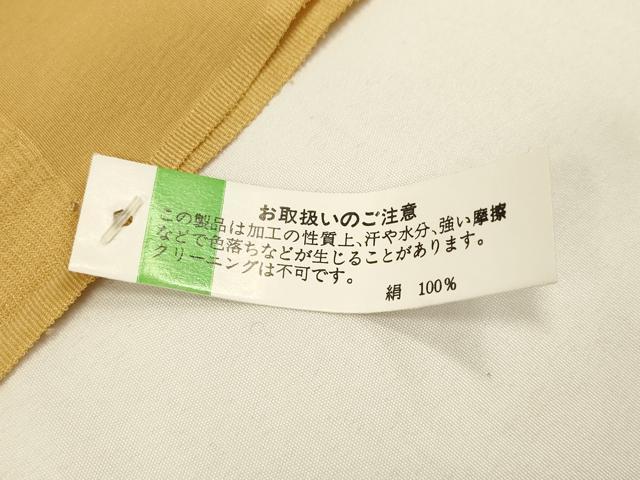 お取扱いのご注意
この製品は加工の性質上、汗や水分、強い摩擦
などで色落ちなどが生じることがあります。
クリーニングは不可です。
絹 100%